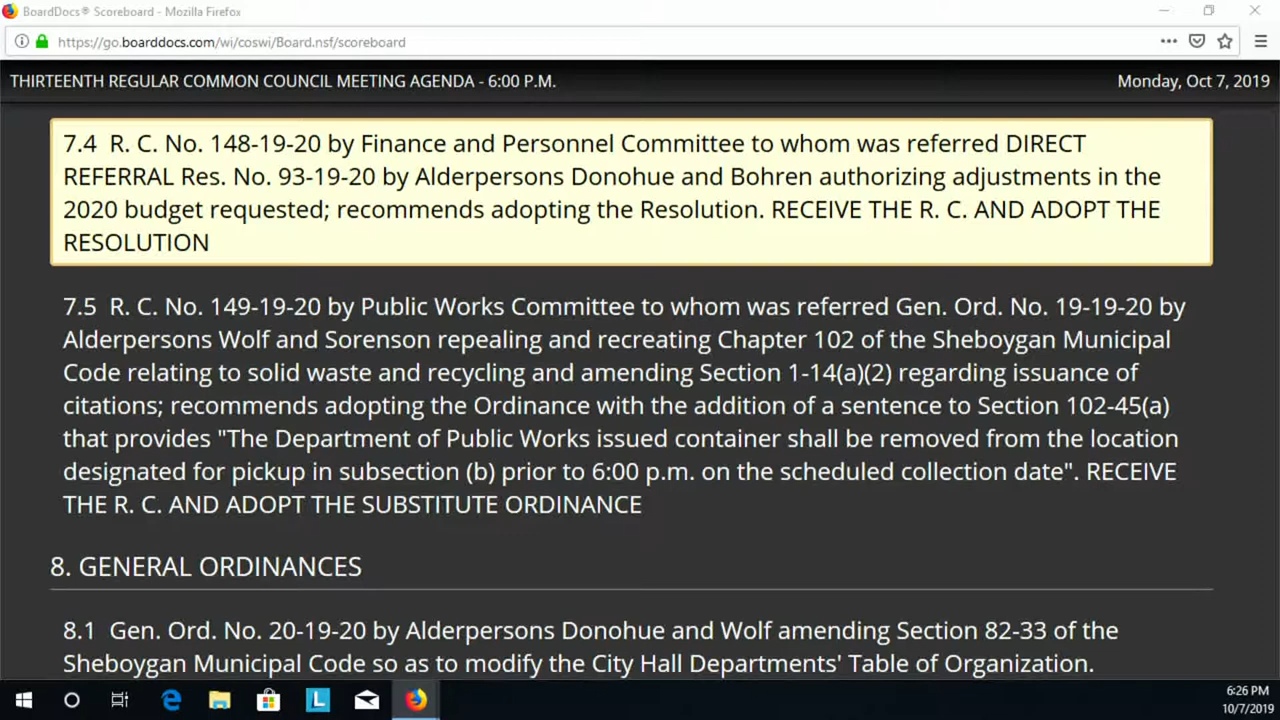 BoardDocs® Scoreboard - Mozilla Firefox
https://go.boarddocs.com/wi/coswi/Board.nsf/scoreboard
THIRTEENTH REGULAR COMMON COUNCIL MEETING AGENDA - 6:00 P.M. Monday, Oct 7, 2019
7.4 R. C. No. 148-19-20 by Finance and Personnel Committee to whom was referred DIRECT
REFERRAL Res. No. 93-19-20 by Alderpersons Donohue and Bohren authorizing adjustments in the
2020 budget requested; recommends adopting the Resolution. RECEIVE THE R. C. AND ADOPT THE
RESOLUTION
7.5 R. C. No. 149-19-20 by Public Works Committee to whom was referred Gen. Ord. No. 19-19-20 by
Alderpersons Wolf and Sorenson repealing and recreating Chapter 102 of the Sheboygan Municipal
Code relating to solid waste and recycling and amending Section 1-14(a)(2) regarding issuance of
citations; recommends adopting the Ordinance with the addition of a sentence to Section 102-45(a)
that provides "The Department of Public Works issued container shall be removed from the location
designated for pickup in subsection (b) prior to 6:00 p.m. on the scheduled collection date". RECEIVE
THE R. C. AND ADOPT THE SUBSTITUTE ORDINANCE
8. GENERAL ORDINANCES
8.1 Gen. Ord. No. 20-19-20 by Alderpersons Donohue and Wolf amending Section 82-33 of the
Sheboygan Municipal Code so as to modify the City Hall Departments' Table of Organization.
L
6:26 PM
10/7/2019